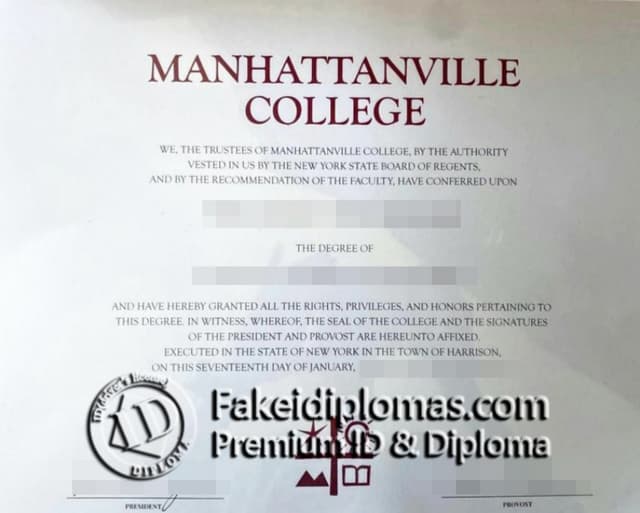 MANHATTANVILLE
COLLEGE
WE, THE TRUSTEES OF MANHATTANVILLE COLLEGE, BY THE AUTHORITY
VESTED IN US BY THE NEW YORK STATE BOARD OF REGENTS,
AND BY THE RECOMMENDATION OF THE FACULTY, HAVE CONFERRED UPON
THE DEGREE OF
AND HAVE HEREBY GRANTED ALL THE RIGHTS, PRIVILEGES, AND HONORS PERTAINING TO
THIS DEGREE. IN WITNESS, WHEREOF, THE SEAL OF THE COLLEGE AND THE SIGNATURES
OF THE PRESIDENT AND PROVOST ARE HEREUNTO AFFIXED.
EXECUTED IN THE STATE OF NEW YORK IN THE TOWN OF HARRISON,
ON THIS SEVENTEENTH DAY OF JANUARY,
ID
DIPLOMA
Fakeidiplomas.com
Premium ID & Diploma
PRESIDENT
PROVOST